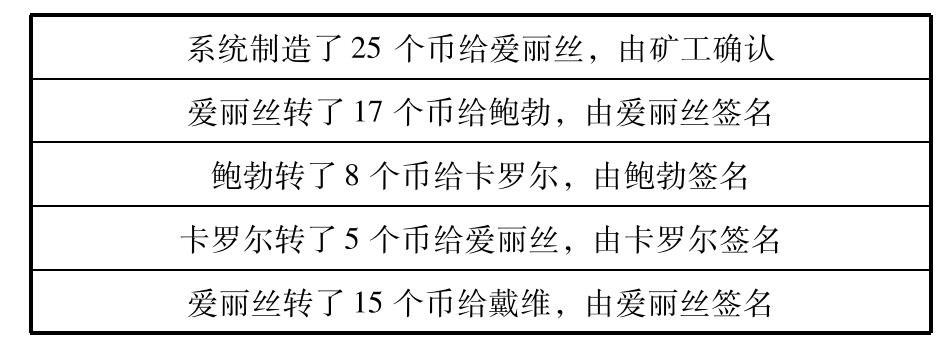 系统制造了 25 个币给爱丽丝，由矿工确认
爱丽丝转了 17 个币给鲍勃，由爱丽丝签名
鲍勃转了 8 个币给卡罗尔，由鲍勃签名
卡罗尔转了 5 个币给爱丽丝，由卡罗尔签名
爱丽丝转了 15 个币给戴维，由爱丽丝签名